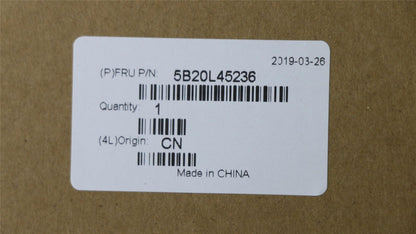 2019-03-26
(P)FRU P/N: 5B20L45236
Quantity: 1
(4L)Origin: CN
Made in CHINA